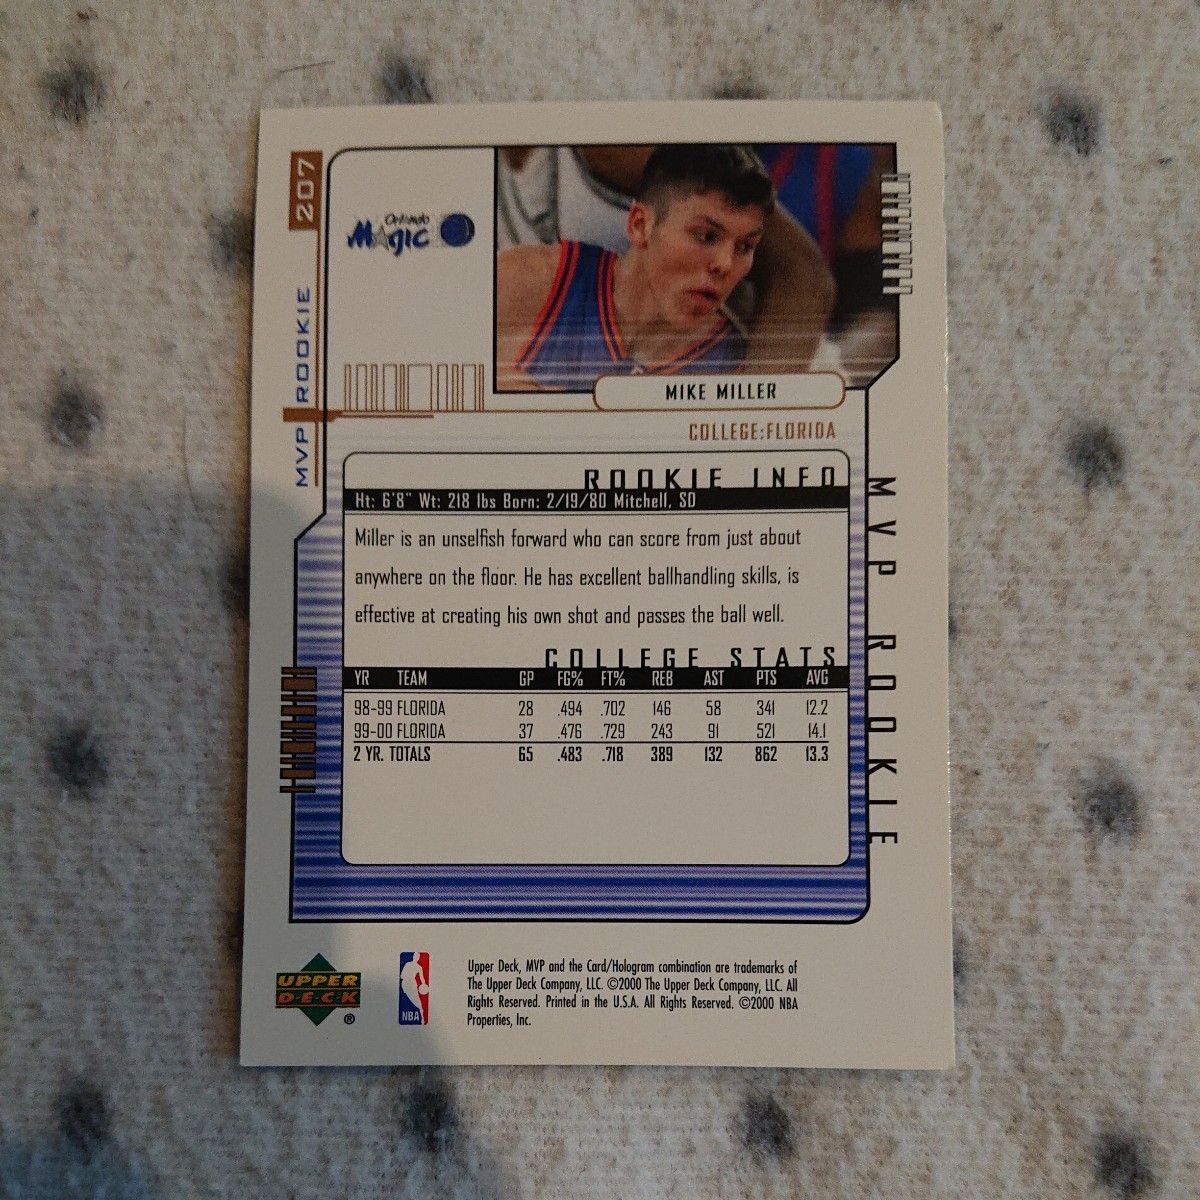 207
MVP ROOKIE
Orlando
Magic
MIKE MILLER
COLLEGE:FLORIDA
ROOKIE INFO
Ht: 6'8" Wt: 218 lbs Born: 2/19/80 Mitchell, SD
Miller is an unselfish forward who can score from just about
anywhere on the floor. He has excellent ballhandling skills, is
effective at creating his own shot and passes the ball well.
COLLEGE STATS
YR TEAM GP FG% FT% REB AST PTS AVG
98-99 FLORIDA 28 .494 .702 146 58 341 12.2
99-00 FLORIDA 37 .476 .729 243 91 521 14.1
2 YR. TOTALS 65 .483 .718 389 132 862 13.3
MVP ROOKIE
UPPER
DECK
®
NBA
Upper Deck, MVP and the Card/Hologram combination are trademarks of
The Upper Deck Company, LLC. ©2000 The Upper Deck Company, LLC. All
Rights Reserved. Printed in the U.S.A. All Rights Reserved. ©2000 NBA
Properties, Inc.